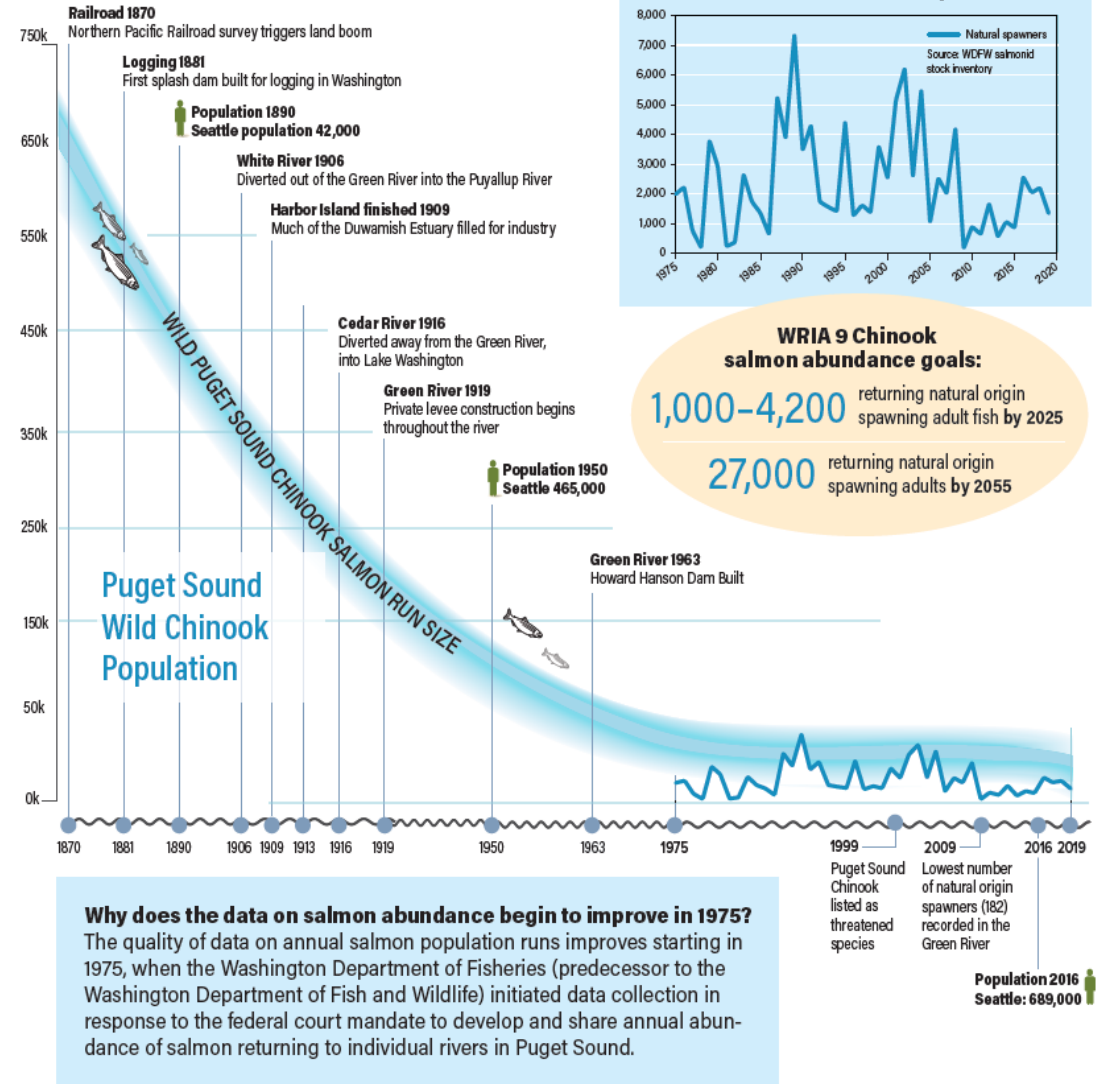 Railroad 1870
Northern Pacific Railroad survey triggers land boom
750k
Logging 1881
First splash dam built for logging in Washington
Population 1890
Seattle population 42,000
650k
White River 1906
Diverted out of the Green River into the Puyallup River
Harbor Island finished 1909
Much of the Duwamish Estuary filled for industry
550k
450k
Cedar River 1916
Diverted away from the Green River,
into Lake Washington
Green River 1919
Private levee construction begins
throughout the river
350k
WILD PUGET SOUND CHINOOK SALMON RUN SIZE
Population 1950
Seattle 465,000
250k
Green River 1963
Howard Hanson Dam Built
Puget Sound
Wild Chinook
Population
150k
50k
0k
1870
1881
1890
1906
1909
1913
1916
1919
1950
1963
1975
1999
2009
2016
2019
Puget Sound
Chinook
listed as
threatened
species
Lowest number
of natural origin
spawners (182)
recorded in the
Green River
Population 2016
Seattle: 689,000
8,000
7,000
6,000
5,000
4,000
3,000
2,000
1,000
0
Natural spawners
Source: WDFW salmonid
stock inventory
1975
1980
1985
1990
1995
2000
2005
2010
2015
2020
WRIA 9 Chinook
salmon abundance goals:
1,000–4,200 returning natural origin
spawning adult fish by 2025
27,000 returning natural origin
spawning adults by 2055
Why does the data on salmon abundance begin to improve in 1975?
The quality of data on annual salmon population runs improves starting in
1975, when the Washington Department of Fisheries (predecessor to the
Washington Department of Fish and Wildlife) initiated data collection in
response to the federal court mandate to develop and share annual abun-
dance of salmon returning to individual rivers in Puget Sound.